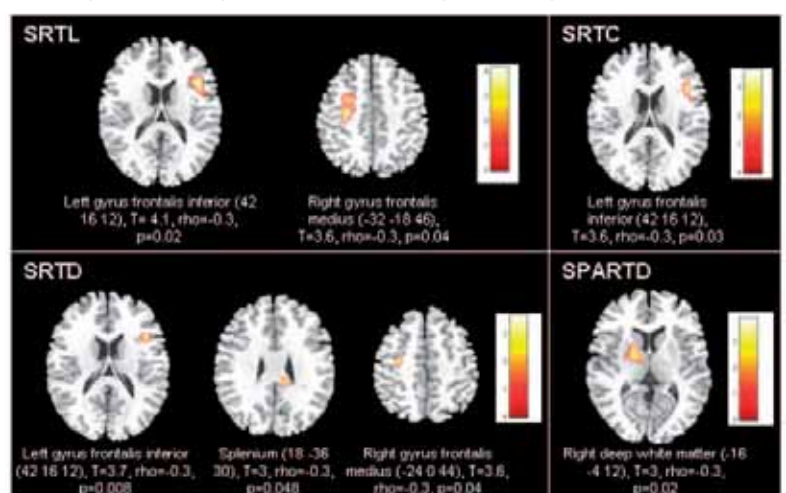 SRTL
Left gyrus frontalis inferior (42
16 12), T= 4.1, rho=-0.3,
p=0.02
Right gyrus frontalis
medius (-32 -18 46),
T=3.6, rho=-0.3, p=0.04
SRTC
Left gyrus frontalis
inferior (42 16 12),
T=3.6, rho=-0.3, p=0.03
SRTD
Left gyrus frontalis inferior
(42 16 12), T=3.7, rho=-0.3,
p=0.008
Splenium (18 -36
30), T=3, rho=-0.3,
p=0.048
Right gyrus frontalis
medius (-24 0 44), T=3.6,
rho=-0.3, p=0.04
SPARTD
Right deep white matter (-16
-4 12), T=3, rho=-0.3,
p=0.02